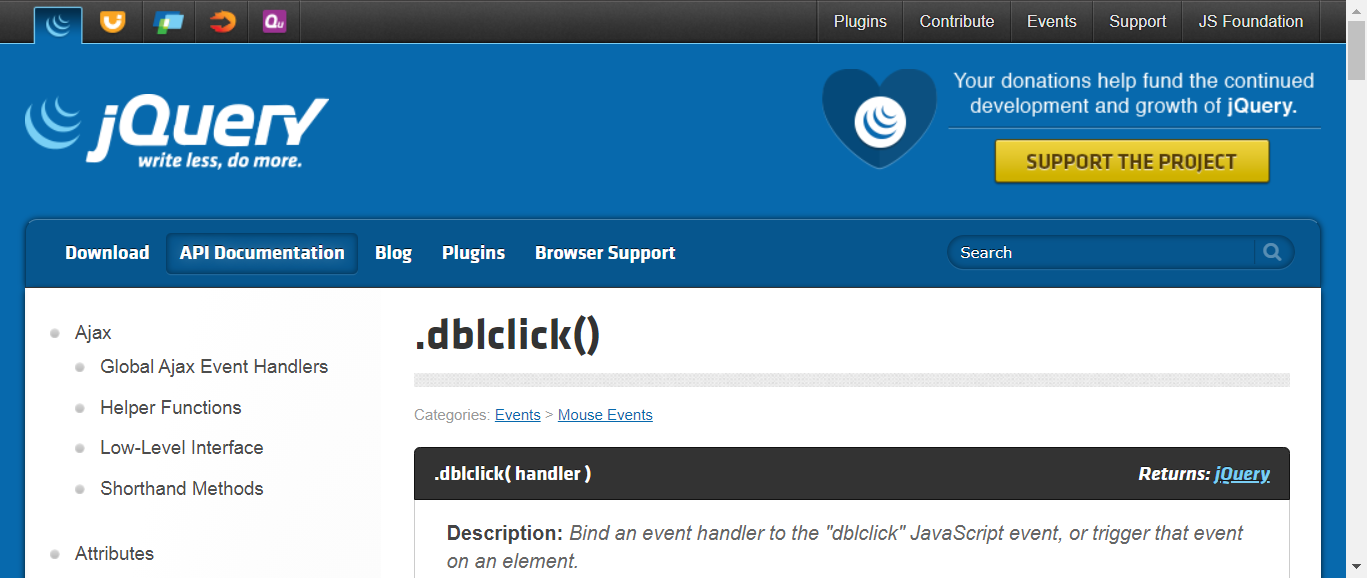 Qu
Plugins
Contribute
Events
Support
JS Foundation
jQuery
write less, do more.
Your donations help fund the continued
development and growth of jQuery.
SUPPORT THE PROJECT
Download
API Documentation
Blog
Plugins
Browser Support
Search
Ajax
Global Ajax Event Handlers
Helper Functions
Low-Level Interface
Shorthand Methods
Attributes
.dblclick()
Categories: Events > Mouse Events
.dblclick( handler )
Returns: jQuery
Description: Bind an event handler to the "dblclick" JavaScript event, or trigger that event
on an element.